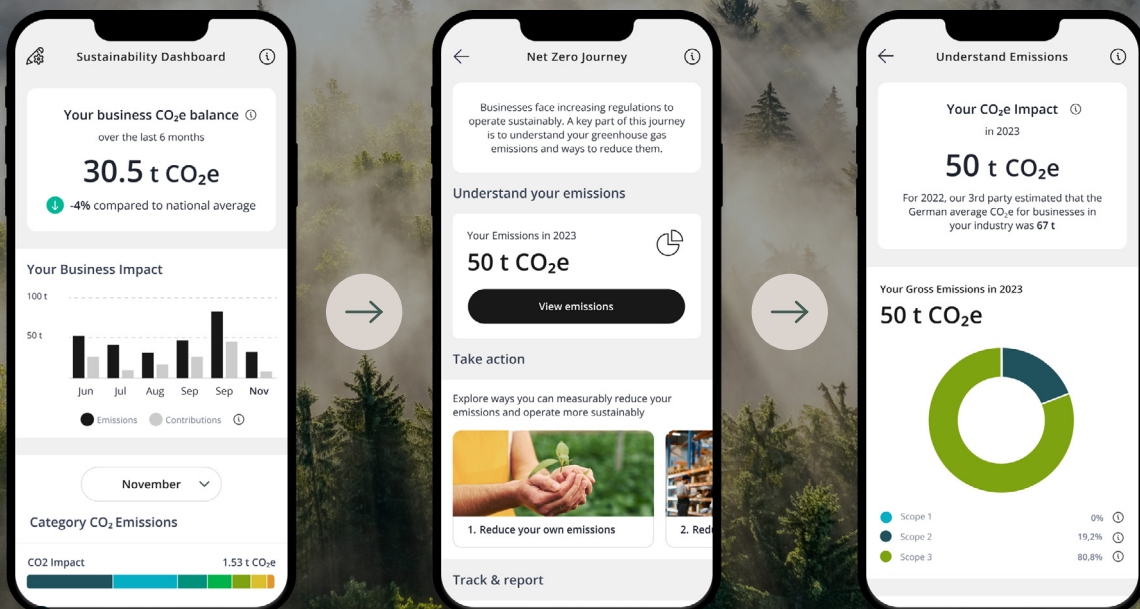 Sustainability Dashboard
Your business CO₂e balance
over the last 6 months
30.5 t CO₂e
-4% compared to national average
Your Business Impact
100 t
50 t
Jun Jul Aug Sep Sep Nov
Emissions Contributions
November
Category CO₂ Emissions
CO2 Impact 1.53 t CO₂e
Net Zero Journey
Businesses face increasing regulations to
operate sustainably. A key part of this journey
is to understand your greenhouse gas
emissions and ways to reduce them.
Understand your emissions
Your Emissions in 2023
50 t CO₂e
View emissions
Take action
Explore ways you can measurably reduce your
emissions and operate more sustainably
1. Reduce your own emissions
2. Redu
Track & report
Understand Emissions
Your CO₂e Impact
in 2023
50 t CO₂e
For 2022, our 3rd party estimated that the
German average CO₂e for businesses in
your industry was 67 t
Your Gross Emissions in 2023
50 t CO₂e
Scope 1 0%
Scope 2 19,2%
Scope 3 80,8%